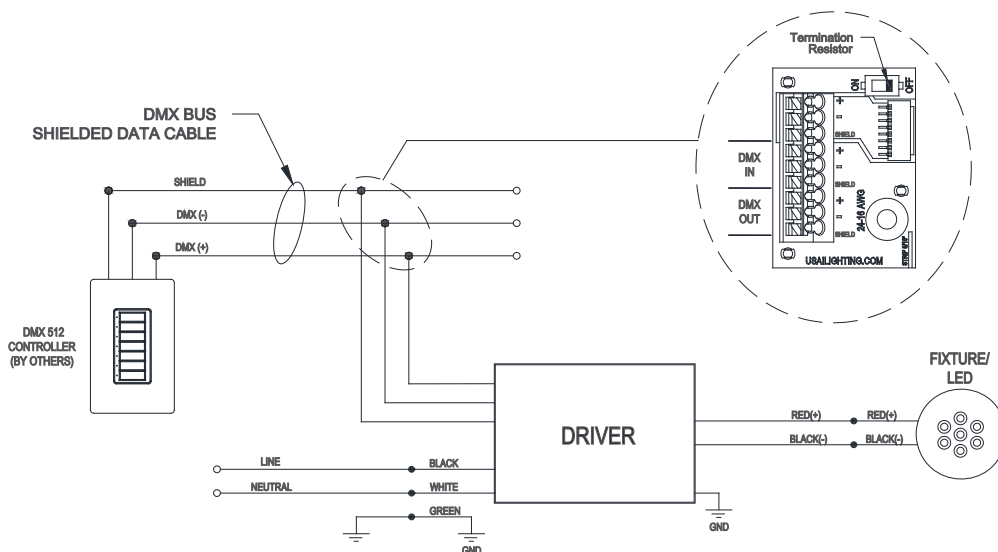 Termination
Resistor
ON
OFF
DMX BUS
SHIELDED DATA CABLE
+
-
SHIELD
DMX
IN
+
-
SHIELD
DMX
OUT
+
-
SHIELD
24-16 AWG
USAILIGHTING.COM
SHIELD
DMX (-)
DMX (+)
DMX 512
CONTROLLER
(BY OTHERS)
FIXTURE/
LED
DRIVER
RED(+)
RED(+)
BLACK(-)
BLACK(-)
LINE
BLACK
NEUTRAL
WHITE
GREEN
GND
GND